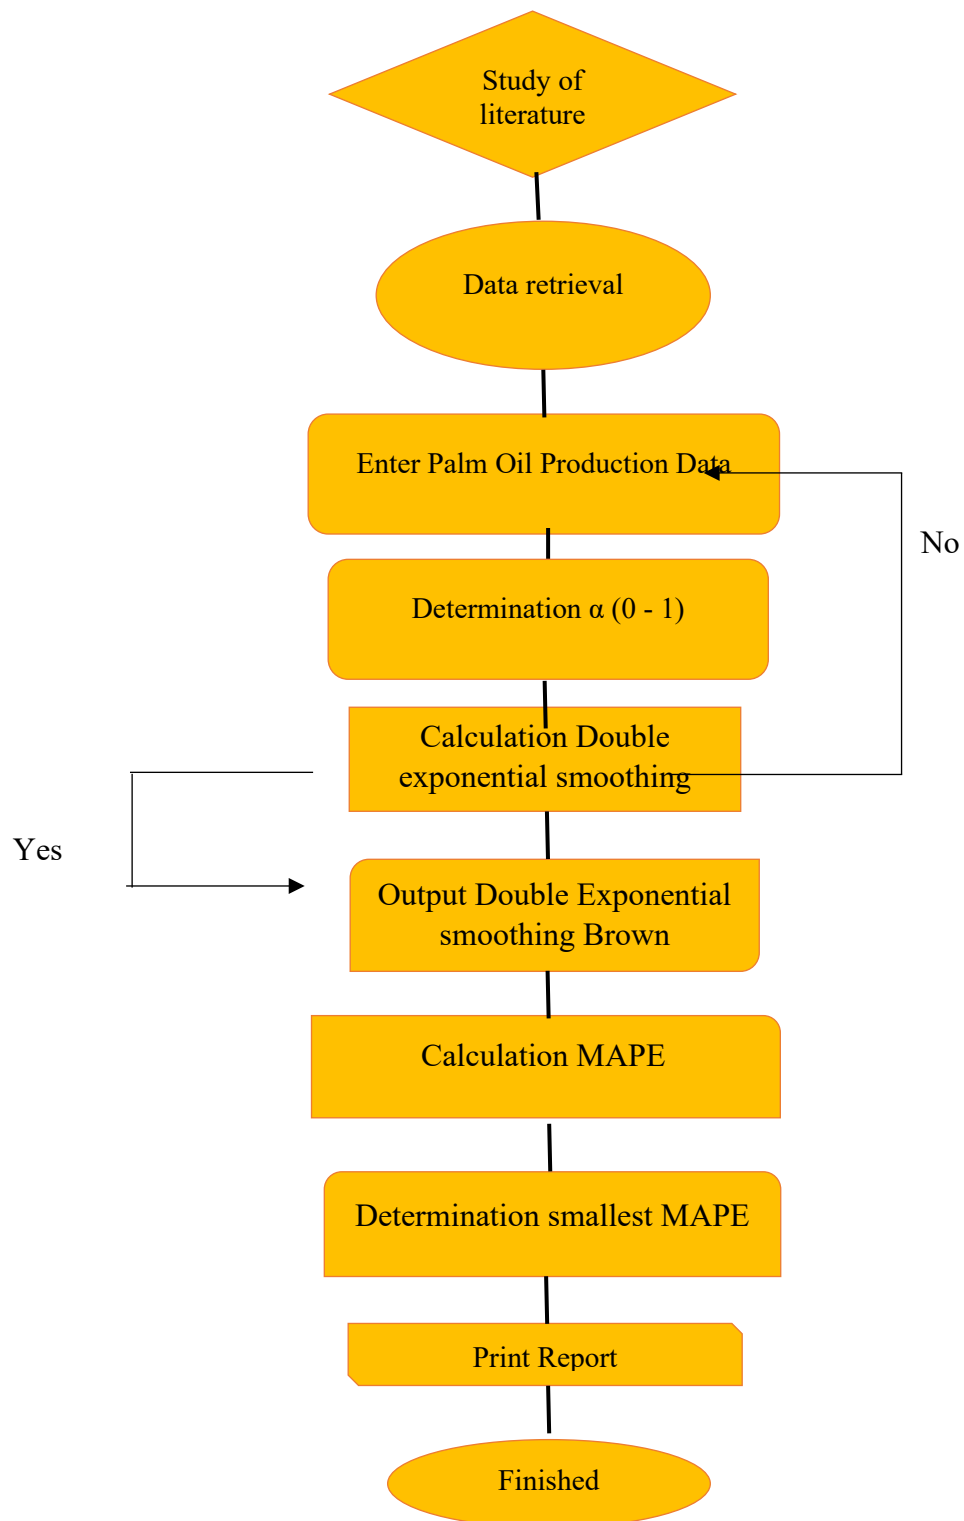 Study of
literature
Data retrieval
Enter Palm Oil Production Data
No
Determination α (0 - 1)
Calculation Double
exponential smoothing
Yes
Output Double Exponential
smoothing Brown
Calculation MAPE
Determination smallest MAPE
Print Report
Finished